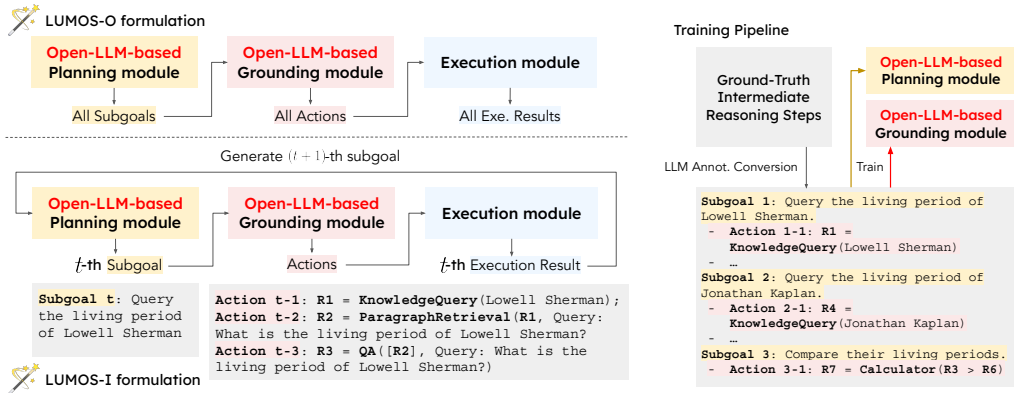 LUMOS-O formulation
Open-LLM-based
Planning module
Open-LLM-based
Grounding module
Execution module
All Subgoals
All Actions
All Exe. Results
Generate (t + 1)-th subgoal
Open-LLM-based
Planning module
Open-LLM-based
Grounding module
Execution module
t-th Subgoal
Actions
t-th Execution Result
Subgoal t: Query
the living period
of Lowell Sherman
Action t-1: R1 = KnowledgeQuery(Lowell Sherman);
Action t-2: R2 = ParagraphRetrieval(R1, Query:
What is the living period of Lowell Sherman?
Action t-3: R3 = QA([R2], Query: What is the
living period of Lowell Sherman?)
LUMOS-I formulation
Training Pipeline
Ground-Truth
Intermediate
Reasoning Steps
Open-LLM-based
Planning module
Open-LLM-based
Grounding module
LLM Annot. Conversion
Train
Subgoal 1: Query the living period of
Lowell Sherman.
- Action 1-1: R1 =
KnowledgeQuery(Lowell Sherman)
- …
Subgoal 2: Query the living period of
Jonathan Kaplan.
- Action 2-1: R4 =
KnowledgeQuery(Jonathan Kaplan)
- …
Subgoal 3: Compare their living periods.
- Action 3-1: R7 = Calculator(R3 > R6)